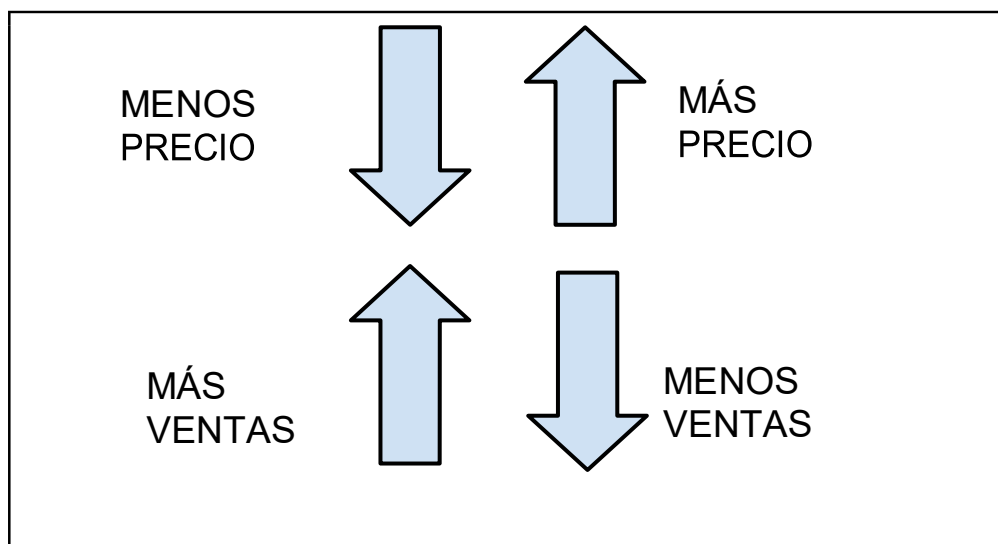 MENOS
PRECIO
MÁS
PRECIO
MÁS
VENTAS
MENOS
VENTAS